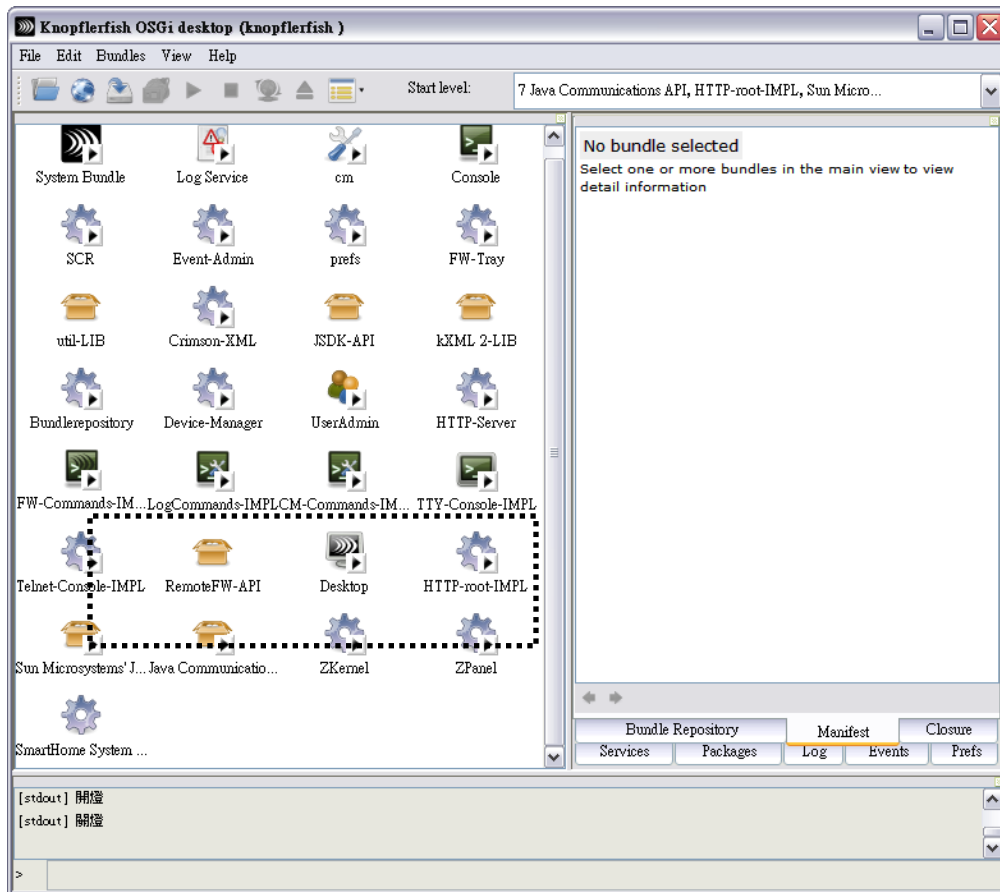 Knopflerfish OSGi desktop (knopflerfish )
File Edit Bundles View Help
Start level: 7 Java Communications API, HTTP-root-IMPL, Sun Micro...
System Bundle Log Service cm Console
SCR Event-Admin prefs FW-Tray
util-LIB Crimson-XML JSDK-API kXML 2-LIB
Bundlerepository Device-Manager UserAdmin HTTP-Server
FW-Commands-IM... LogCommands-IMPL CM-Commands-IM... TTY-Console-IMPL
Telnet-Console-IMPL RemoteFW-API Desktop HTTP-root-IMPL
Sun Microsystems' J... Java Communicatio... ZKernel ZPanel
SmartHome System ...
No bundle selected
Select one or more bundles in the main view to view
detail information
Bundle Repository Manifest Closure
Services Packages Log Events Prefs
[stdout] 開燈
[stdout] 開燈
>